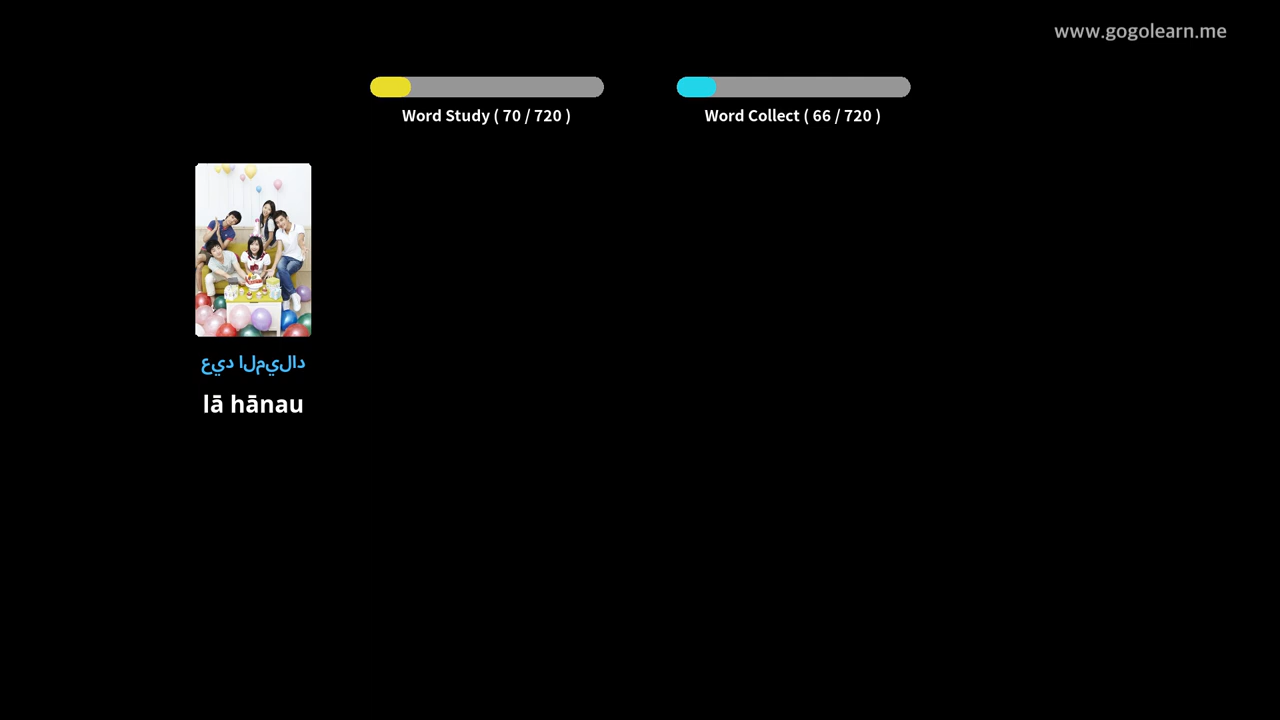 www.gogolearn.me
Word Study ( 70 / 720 )
Word Collect ( 66 / 720 )
عيد الميلاد
lā hānau